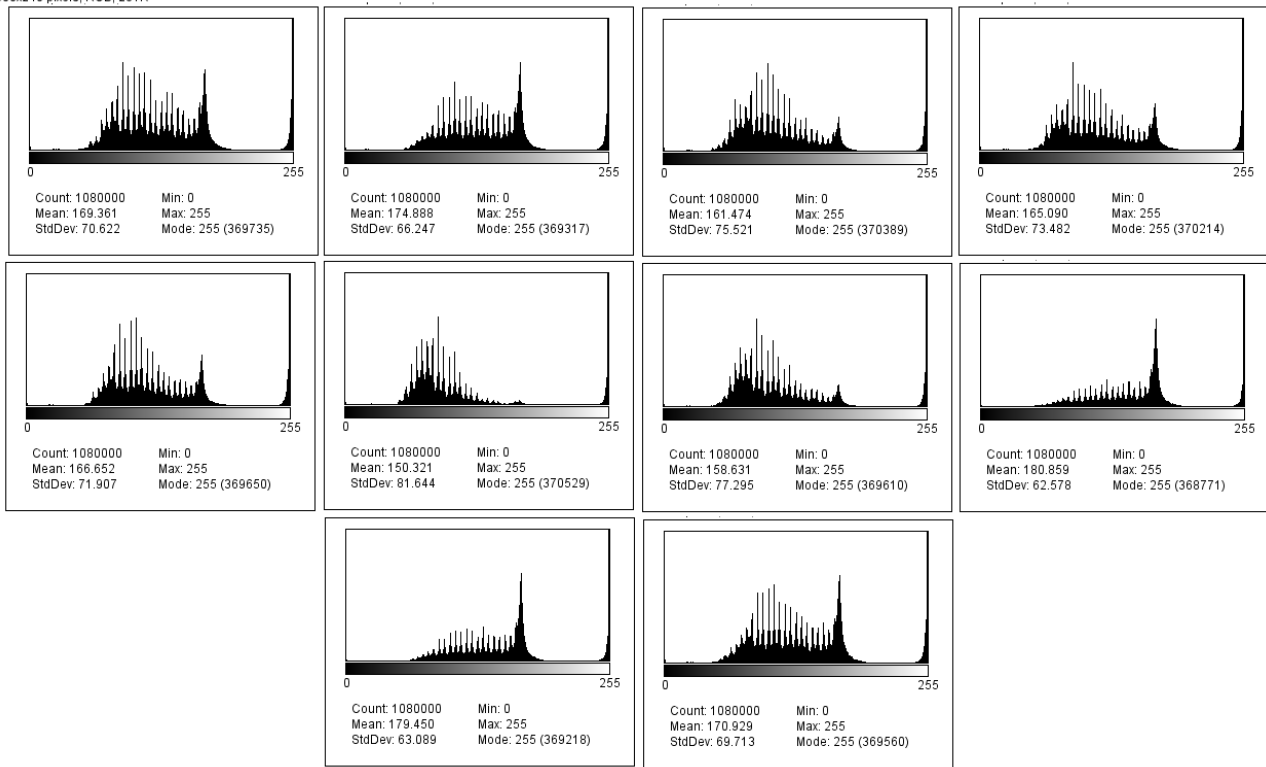 0 255 0 255 0 255 0 255
Count: 1080000 Min: 0 Count: 1080000 Min: 0 Count: 1080000 Min: 0 Count: 1080000 Min: 0
Mean: 169.361 Max: 255 Mean: 174.888 Max: 255 Mean: 161.474 Max: 255 Mean: 165.090 Max: 255
StdDev: 70.622 Mode: 255 (369735) StdDev: 66.247 Mode: 255 (369317) StdDev: 75.521 Mode: 255 (370389) StdDev: 73.482 Mode: 255 (370214)
0 255 0 255 0 255 0 255
Count: 1080000 Min: 0 Count: 1080000 Min: 0 Count: 1080000 Min: 0 Count: 1080000 Min: 0
Mean: 166.652 Max: 255 Mean: 150.321 Max: 255 Mean: 158.631 Max: 255 Mean: 180.859 Max: 255
StdDev: 71.907 Mode: 255 (369650) StdDev: 81.644 Mode: 255 (370529) StdDev: 77.295 Mode: 255 (369610) StdDev: 62.578 Mode: 255 (368771)
0 255 0 255
Count: 1080000 Min: 0 Count: 1080000 Min: 0
Mean: 179.450 Max: 255 Mean: 170.929 Max: 255
StdDev: 63.089 Mode: 255 (369218) StdDev: 69.713 Mode: 255 (369560)